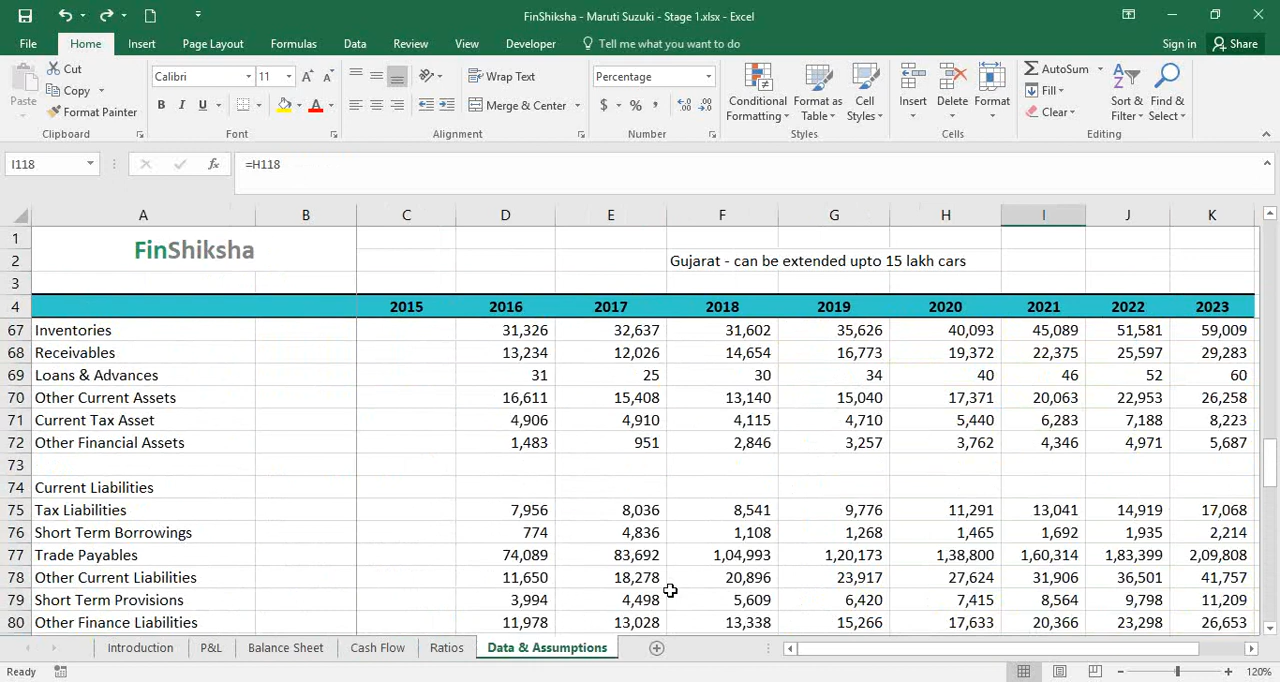 FinShiksha - Maruti Suzuki - Stage 1.xlsx - Excel
File Home Insert Page Layout Formulas Data Review View Developer Tell me what you want to do Sign in Share
Cut
Copy
Format Painter
Paste
Clipboard
Calibri 11
B I U A
Font
Wrap Text
Merge & Center
Alignment
Percentage
$ % ,
Number
Conditional Formatting
Format as Table
Cell Styles
Styles
Insert Delete Format
Cells
AutoSum
Fill
Clear
Sort & Filter
Find & Select
Editing
I118 fx =H118
A B C D E F G H I J K
1 FinShiksha
2 Gujarat - can be extended upto 15 lakh cars
3
4 2015 2016 2017 2018 2019 2020 2021 2022 2023
67 Inventories 31,326 32,637 31,602 35,626 40,093 45,089 51,581 59,009
68 Receivables 13,234 12,026 14,654 16,773 19,372 22,375 25,597 29,283
69 Loans & Advances 31 25 30 34 40 46 52 60
70 Other Current Assets 16,611 15,408 13,140 15,040 17,371 20,063 22,953 26,258
71 Current Tax Asset 4,906 4,910 4,115 4,710 5,440 6,283 7,188 8,223
72 Other Financial Assets 1,483 951 2,846 3,257 3,762 4,346 4,971 5,687
73
74 Current Liabilities
75 Tax Liabilities 7,956 8,036 8,541 9,776 11,291 13,041 14,919 17,068
76 Short Term Borrowings 774 4,836 1,108 1,268 1,465 1,692 1,935 2,214
77 Trade Payables 74,089 83,692 1,04,993 1,20,173 1,38,800 1,60,314 1,83,399 2,09,808
78 Other Current Liabilities 11,650 18,278 20,896 23,917 27,624 31,906 36,501 41,757
79 Short Term Provisions 3,994 4,498 5,609 6,420 7,415 8,564 9,798 11,209
80 Other Finance Liabilities 11,978 13,028 13,338 15,266 17,633 20,366 23,298 26,653
Introduction P&L Balance Sheet Cash Flow Ratios Data & Assumptions
Ready 120%